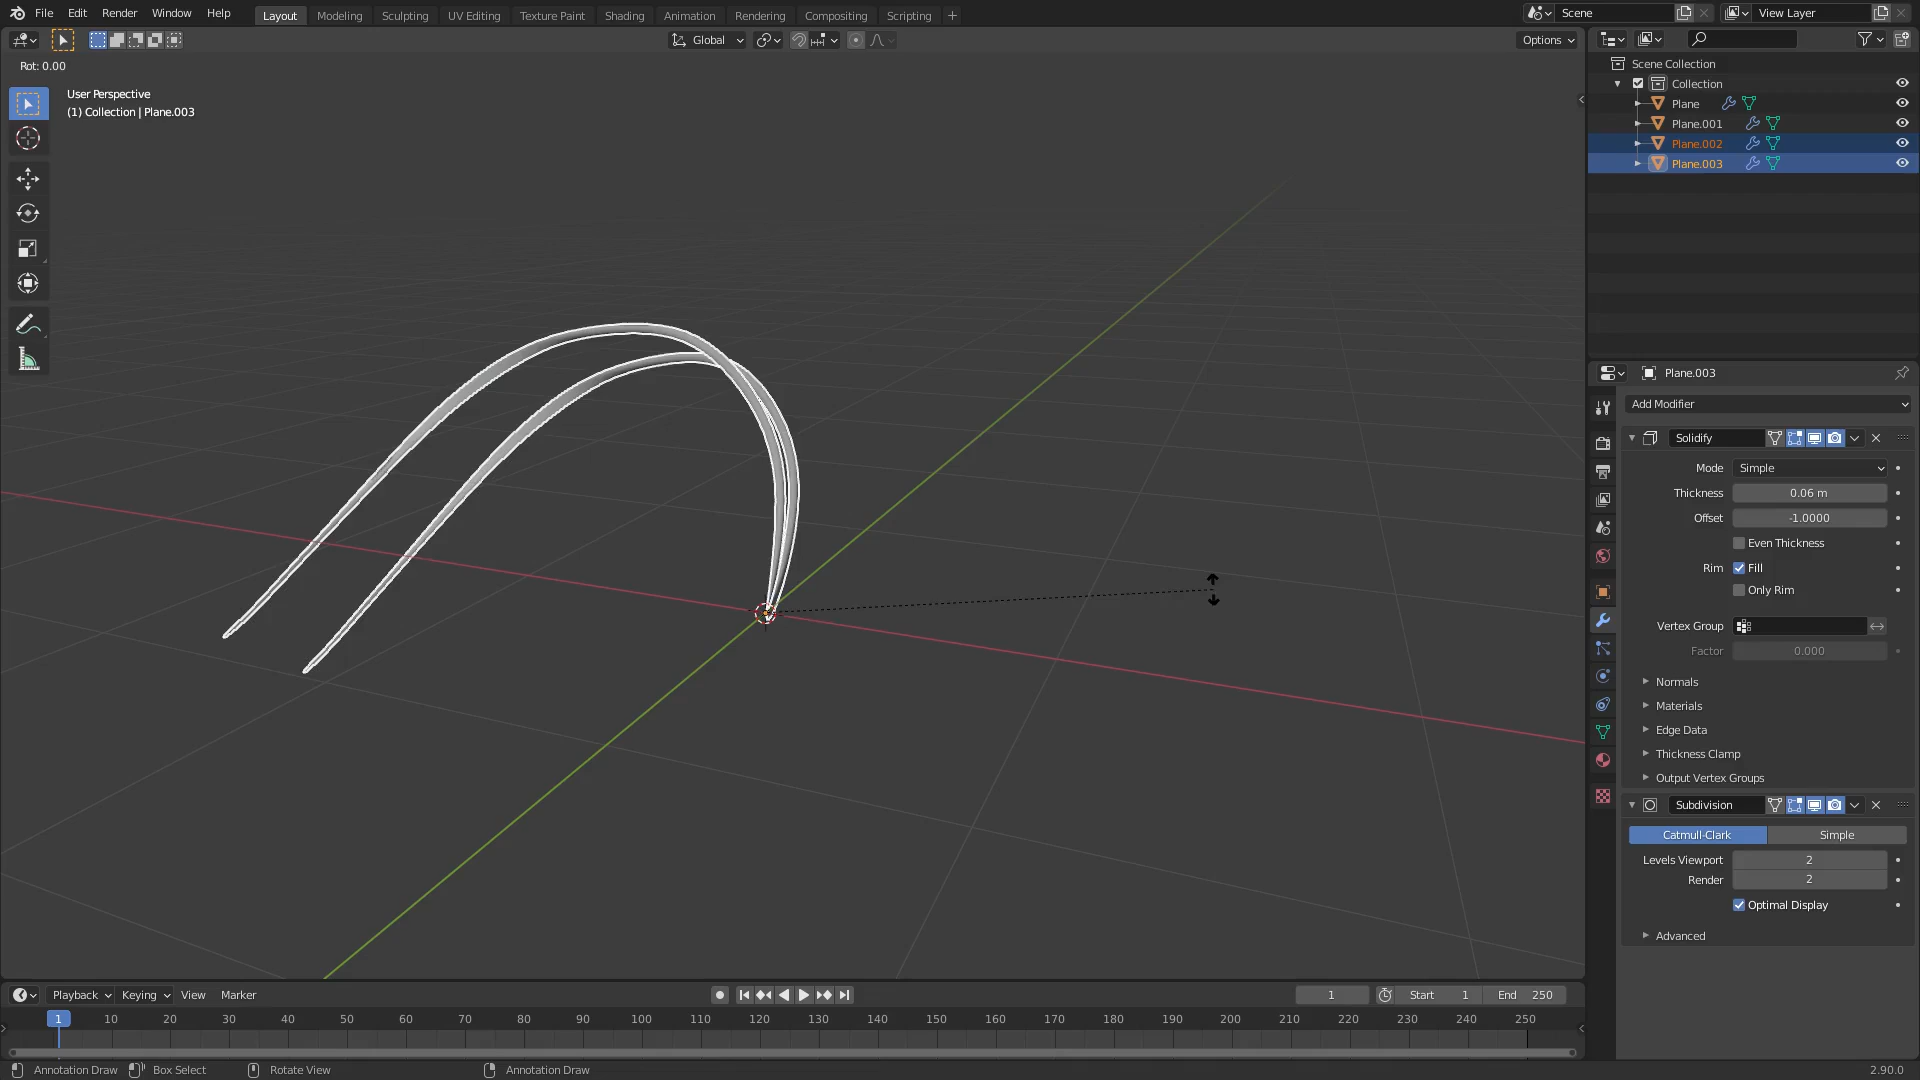 File Edit Render Window Help Layout Modeling Sculpting UV Editing Texture Paint Shading Animation Rendering Compositing Scripting + Scene View Layer
Global Options
Rot: 0.00
User Perspective
(1) Collection | Plane.003
Scene Collection
Collection
Plane
Plane.001
Plane.002
Plane.003
Plane.003
Add Modifier
Solidify
Mode Simple
Thickness 0.06 m
Offset -1.0000
Even Thickness
Rim Fill
Only Rim
Vertex Group
Factor 0.000
Normals
Materials
Edge Data
Thickness Clamp
Output Vertex Groups
Subdivision
Catmull-Clark Simple
Levels Viewport 2
Render 2
Optimal Display
Advanced
Playback Keying View Marker 1 Start 1 End 250
1 10 20 30 40 50 60 70 80 90 100 110 120 130 140 150 160 170 180 190 200 210 220 230 240 250
Annotation Draw Box Select Rotate View Annotation Draw 2.90.0